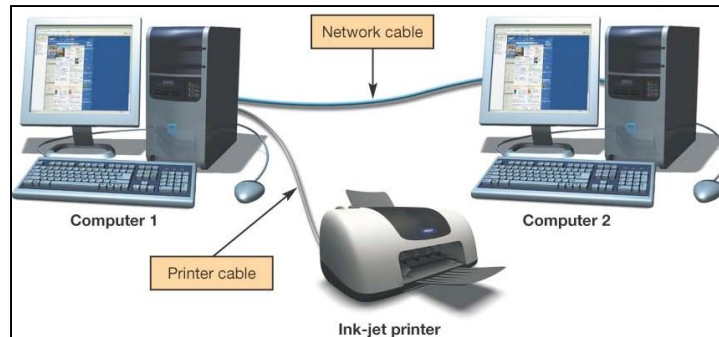 Network cable
Computer 1
Computer 2
Printer cable
Ink-jet printer